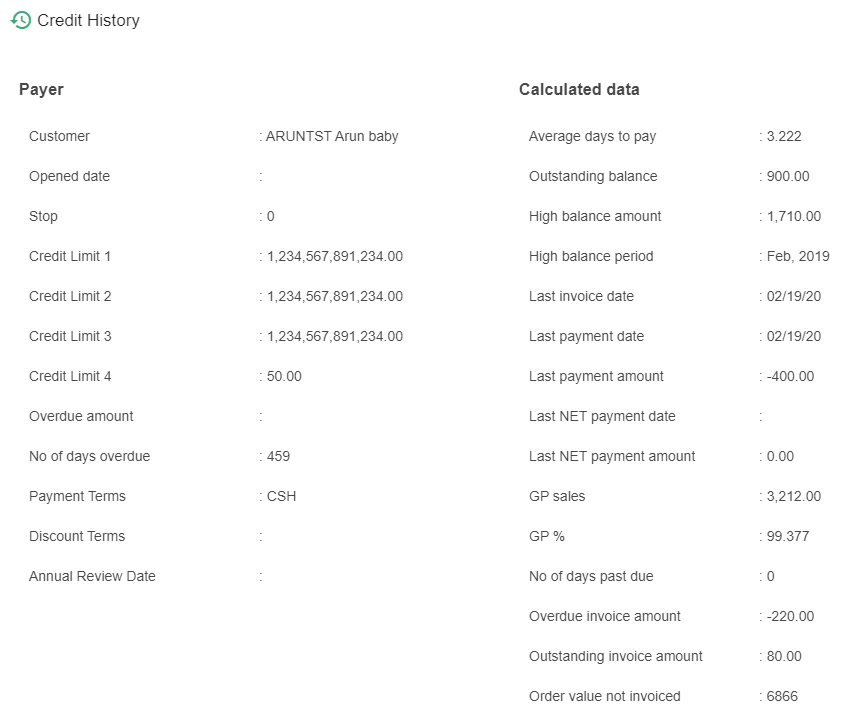 Credit History
Payer
Customer : ARUNTST Arun baby
Opened date :
Stop : 0
Credit Limit 1 : 1,234,567,891,234.00
Credit Limit 2 : 1,234,567,891,234.00
Credit Limit 3 : 1,234,567,891,234.00
Credit Limit 4 : 50.00
Overdue amount :
No of days overdue : 459
Payment Terms : CSH
Discount Terms :
Annual Review Date :
Calculated data
Average days to pay : 3.222
Outstanding balance : 900.00
High balance amount : 1,710.00
High balance period : Feb, 2019
Last invoice date : 02/19/20
Last payment date : 02/19/20
Last payment amount : -400.00
Last NET payment date :
Last NET payment amount : 0.00
GP sales : 3,212.00
GP % : 99.377
No of days past due : 0
Overdue invoice amount : -220.00
Outstanding invoice amount : 80.00
Order value not invoiced : 6866